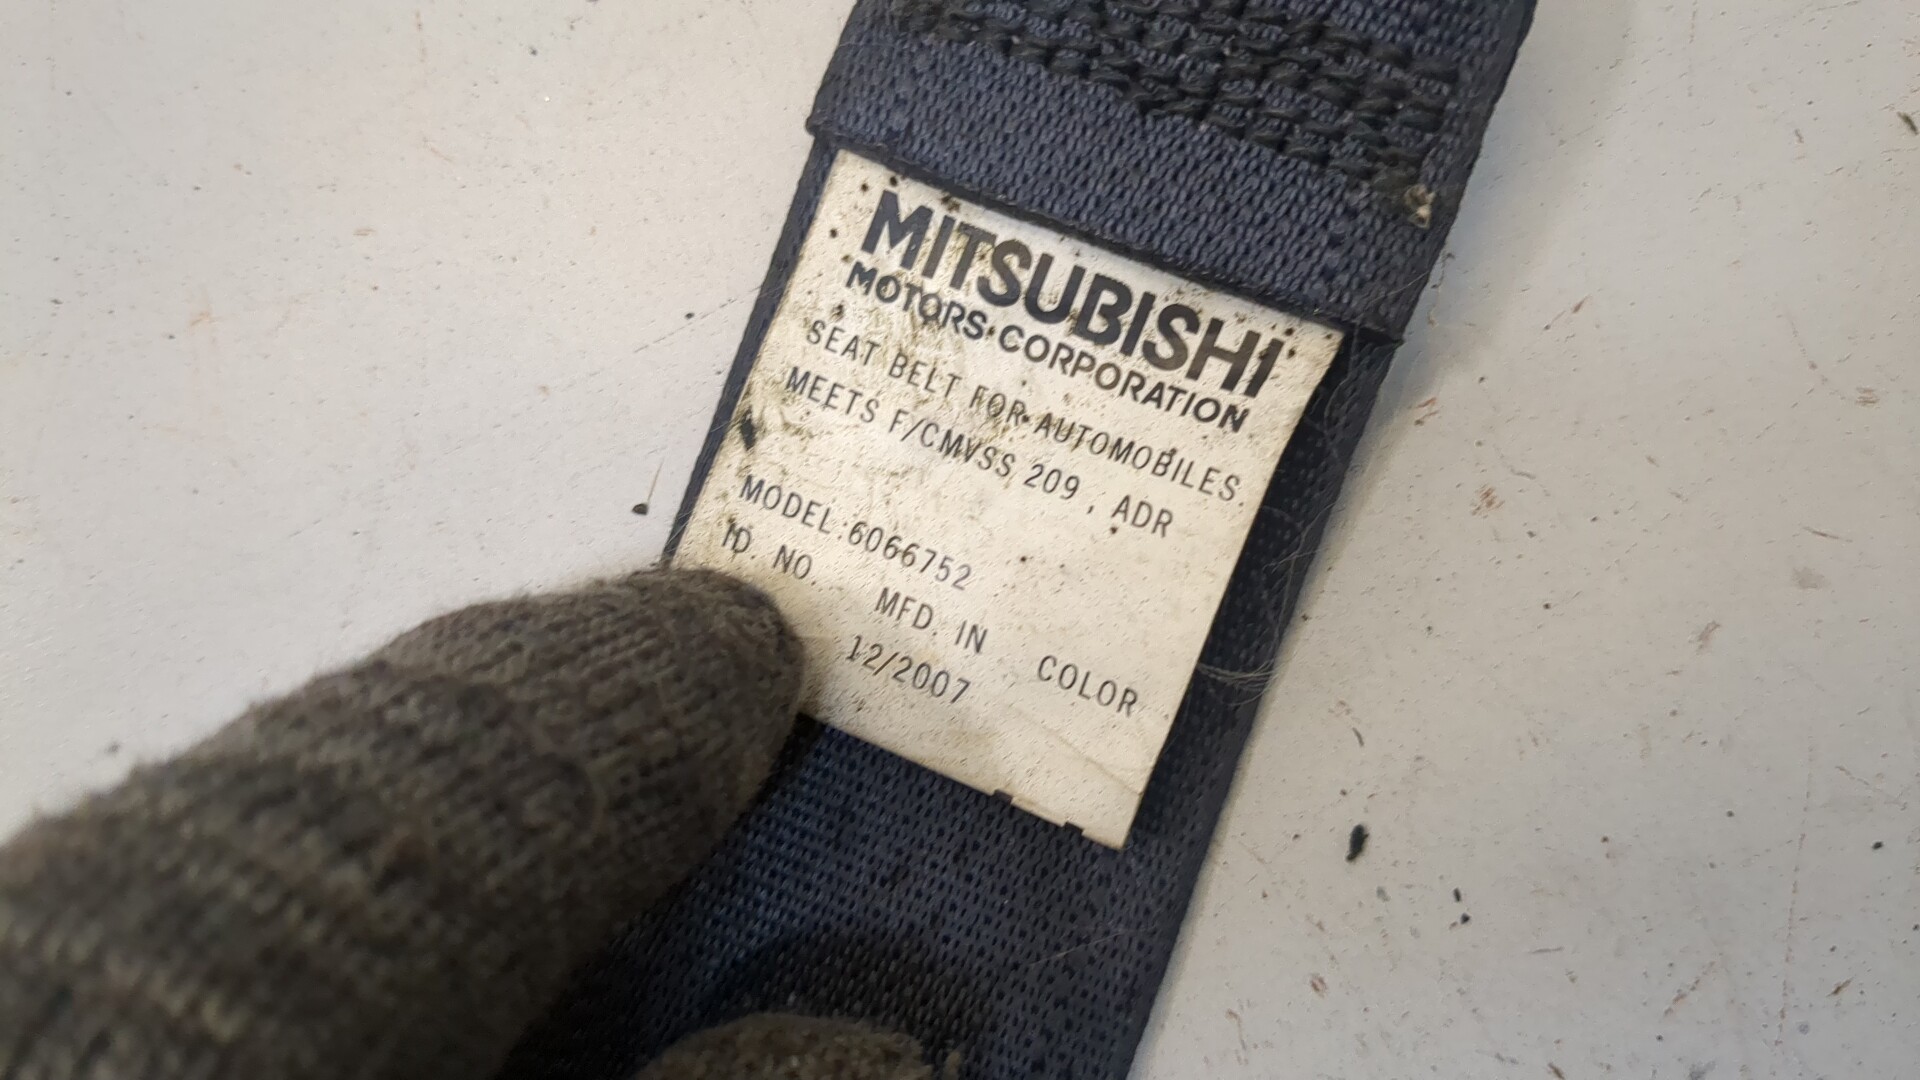 MITSUBISHI
MOTORS CORPORATION
SEAT BELT FOR AUTOMOBILES.
MEETS F/CMVSS 209 , ADR
MODEL:6066752
ID. NO. MFD. IN COLOR
12/2007